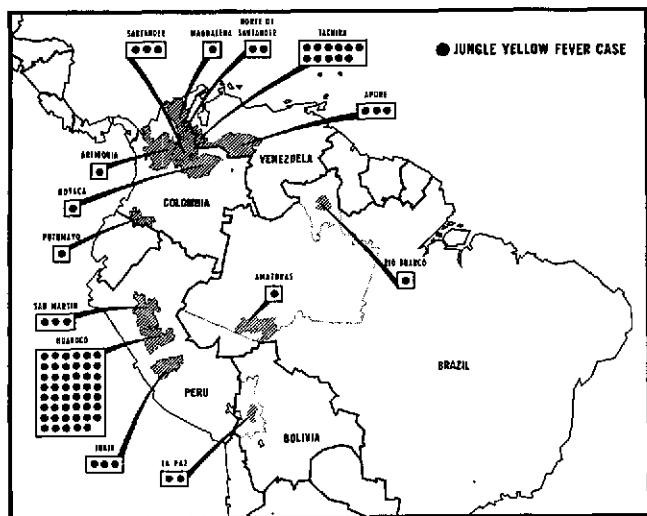 SANTANDER
MAGDALENA
NORTE DE
SANTANDER
TACHIRA
JUNGLE YELLOW FEVER CASE
APURE
VENEZUELA
BOYACA
COLOMBIA
PUTUMAYO
RIO BRANCO
AMAZONAS
SAN MARTIN
HUANUCO
BRAZIL
PERU
JUNIN
BOLIVIA
LA PAZ